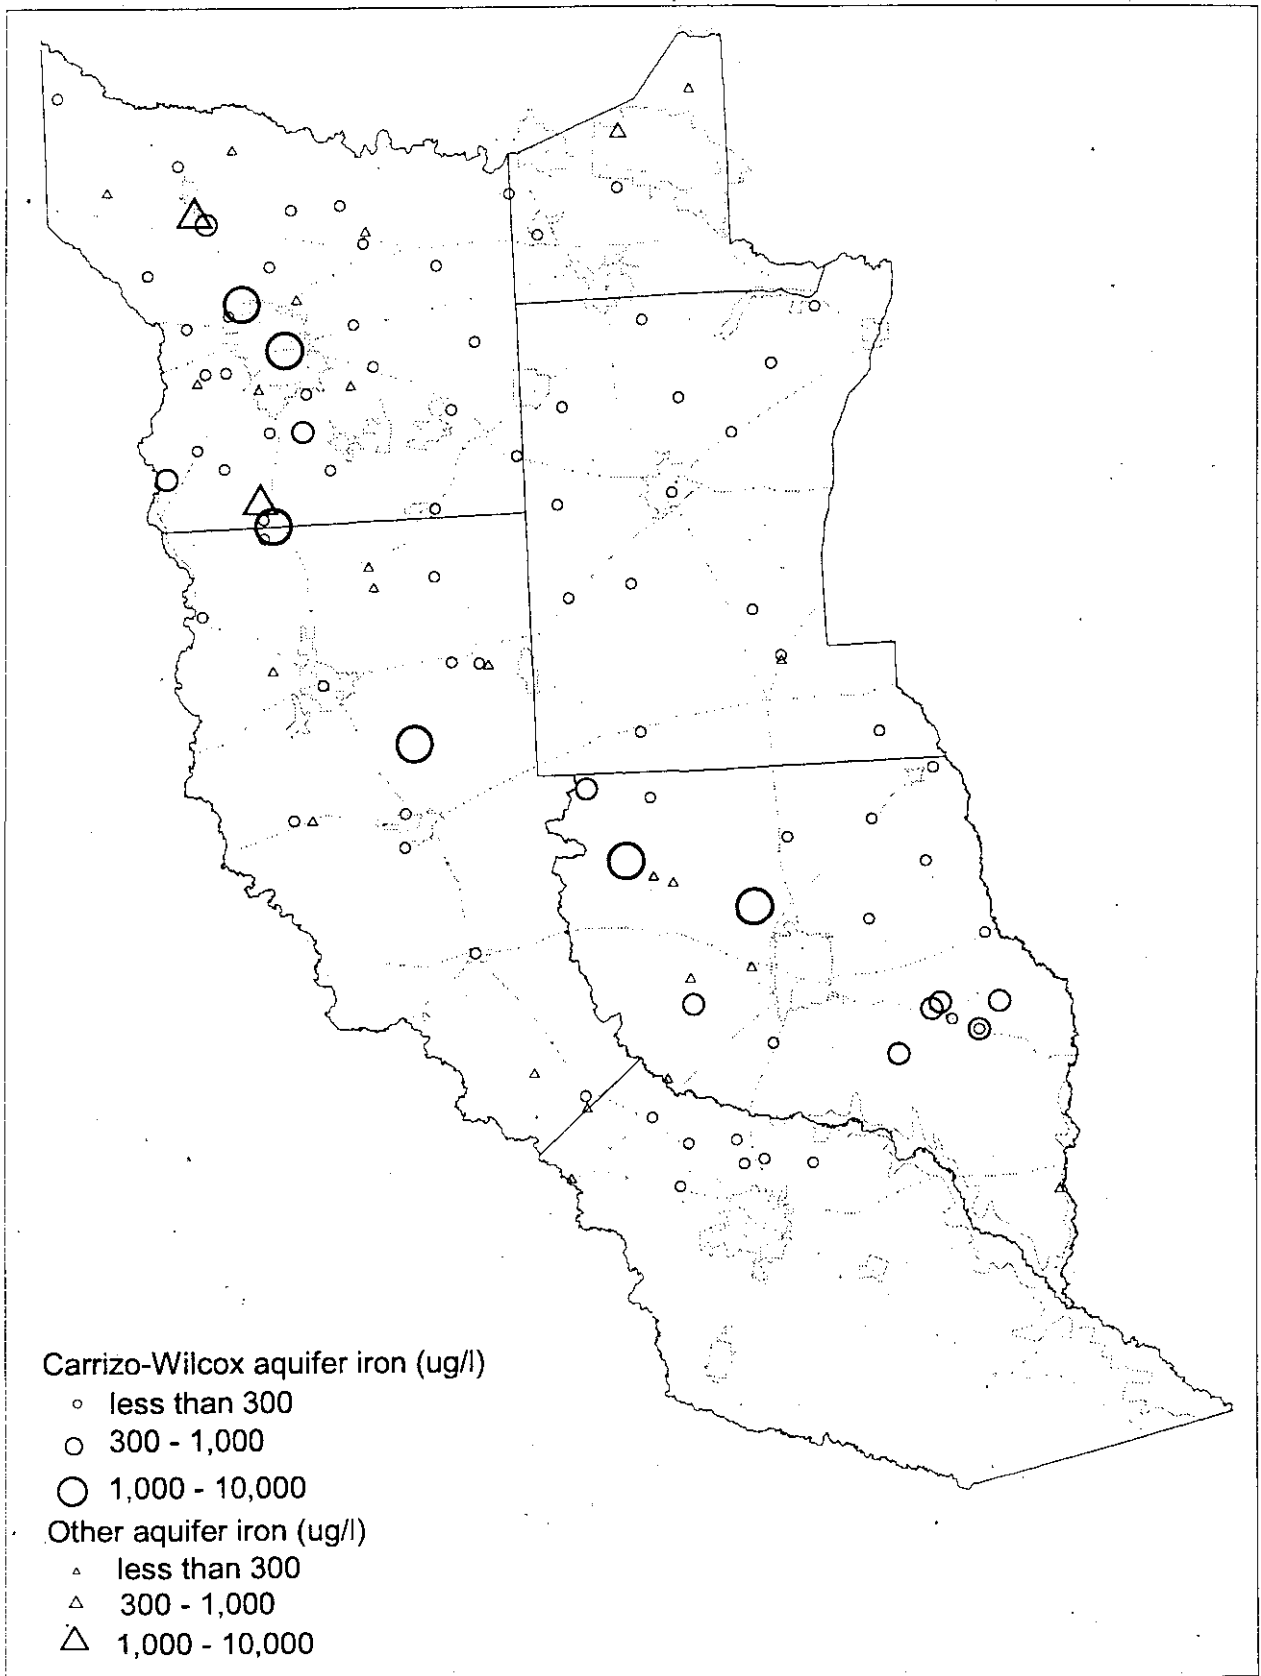 Carrizo-Wilcox aquifer iron (ug/l)
less than 300
300 - 1,000
1,000 - 10,000
Other aquifer iron (ug/l)
less than 300
300 - 1,000
1,000 - 10,000